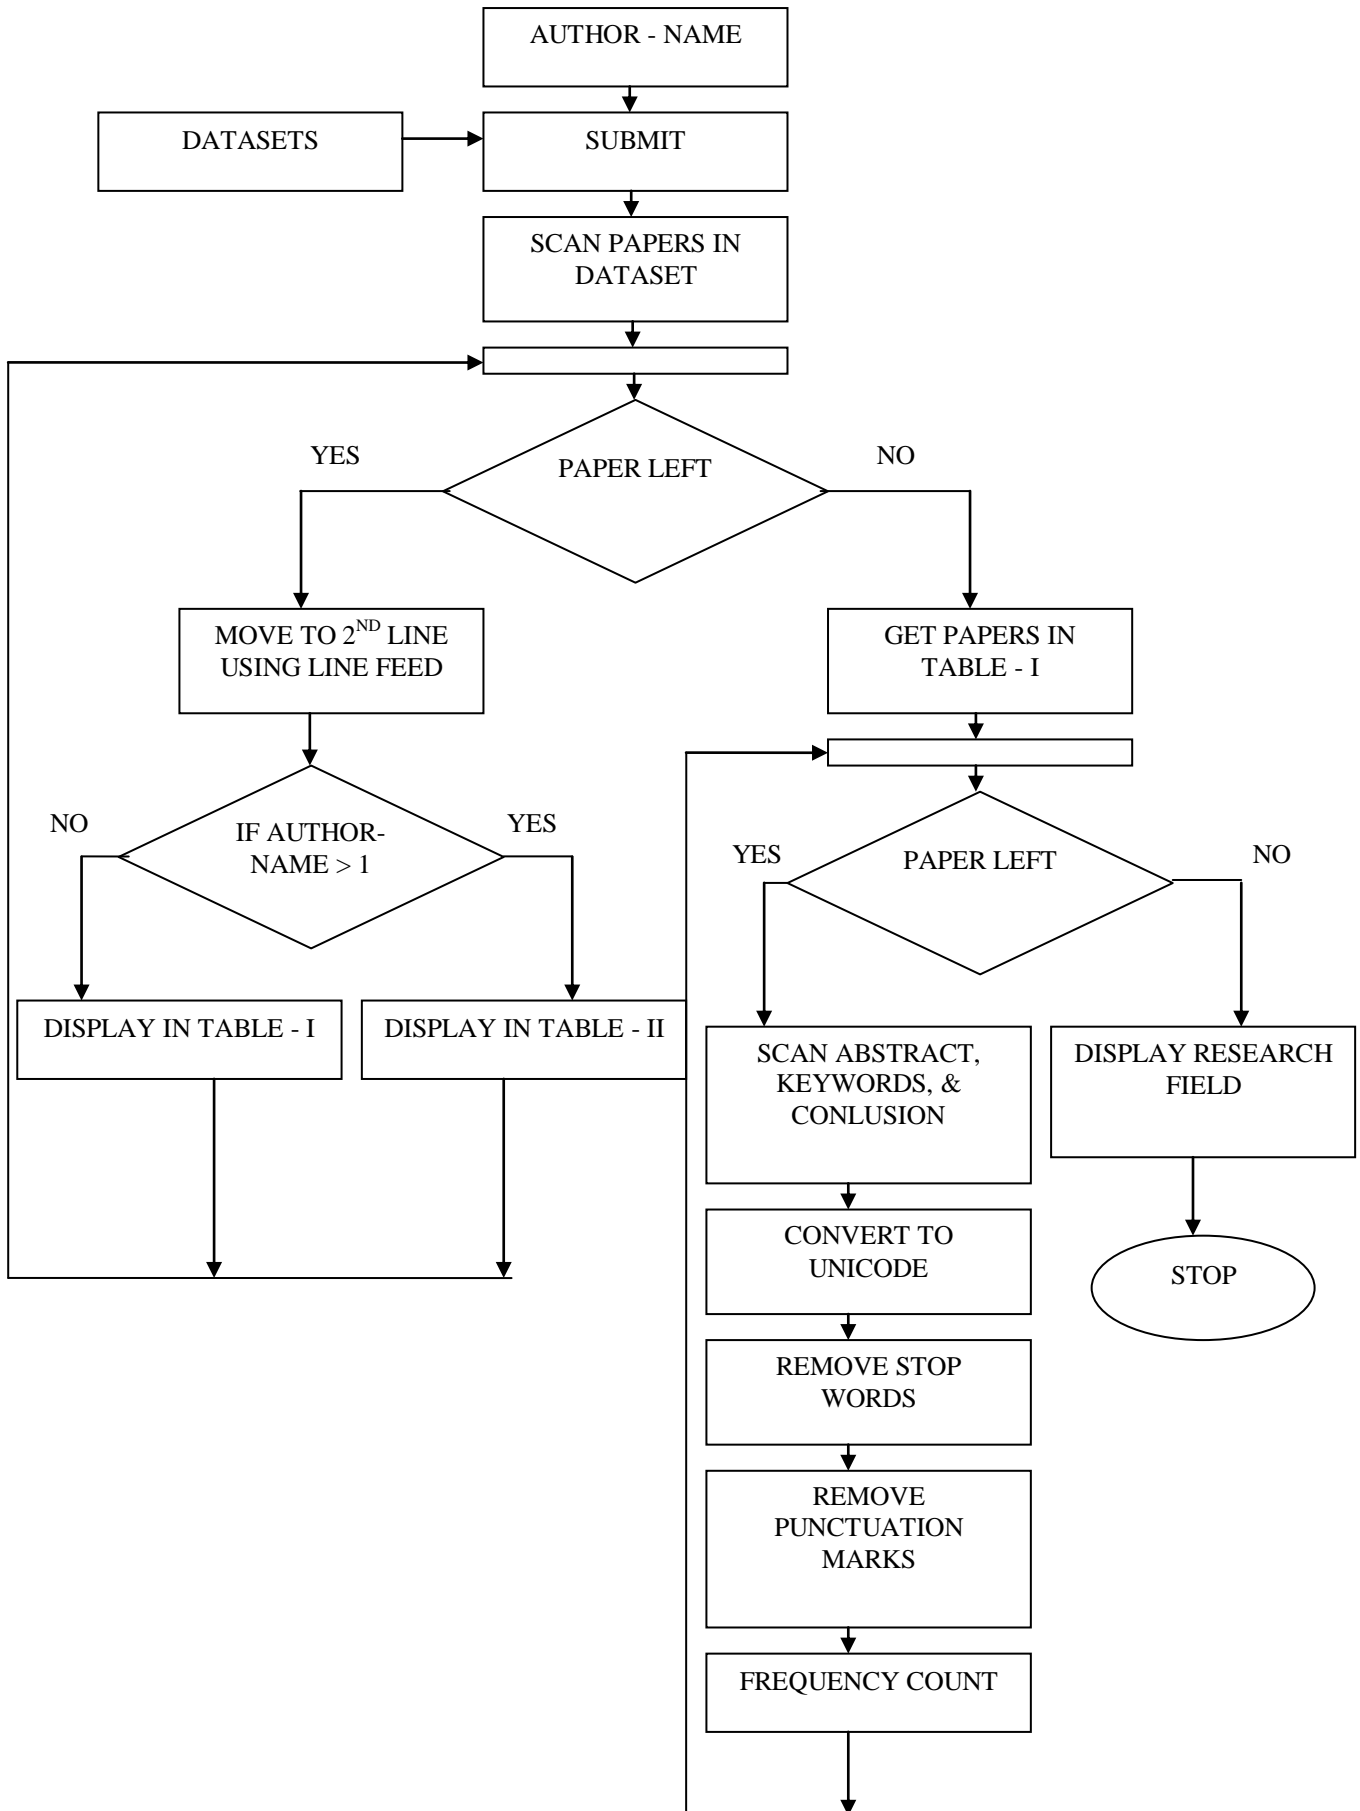 AUTHOR - NAME
DATASETS
SUBMIT
SCAN PAPERS IN
DATASET
YES
PAPER LEFT
NO
MOVE TO 2ND LINE
USING LINE FEED
GET PAPERS IN
TABLE - I
NO
IF AUTHOR-
NAME > 1
YES
YES
PAPER LEFT
NO
DISPLAY IN TABLE - I
DISPLAY IN TABLE - II
SCAN ABSTRACT,
KEYWORDS, &
CONLUSION
DISPLAY RESEARCH
FIELD
CONVERT TO
UNICODE
STOP
REMOVE STOP
WORDS
REMOVE
PUNCTUATION
MARKS
FREQUENCY COUNT